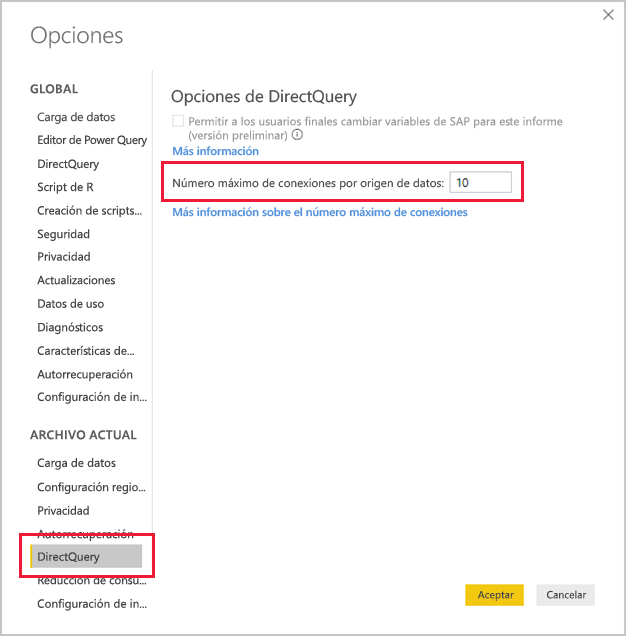 Opciones
GLOBAL
Carga de datos
Editor de Power Query
DirectQuery
Script de R
Creación de scripts...
Seguridad
Privacidad
Actualizaciones
Datos de uso
Diagnósticos
Características de...
Autorrecuperación
Configuración de in...
ARCHIVO ACTUAL
Carga de datos
Configuración regio...
Privacidad
Autorrecuperación
DirectQuery
Reducción de consu...
Configuración de in...
Opciones de DirectQuery
Permitir a los usuarios finales cambiar variables de SAP para este informe
(versión preliminar)
Más información
Número máximo de conexiones por origen de datos: 10
Más información sobre el número máximo de conexiones
Aceptar
Cancelar